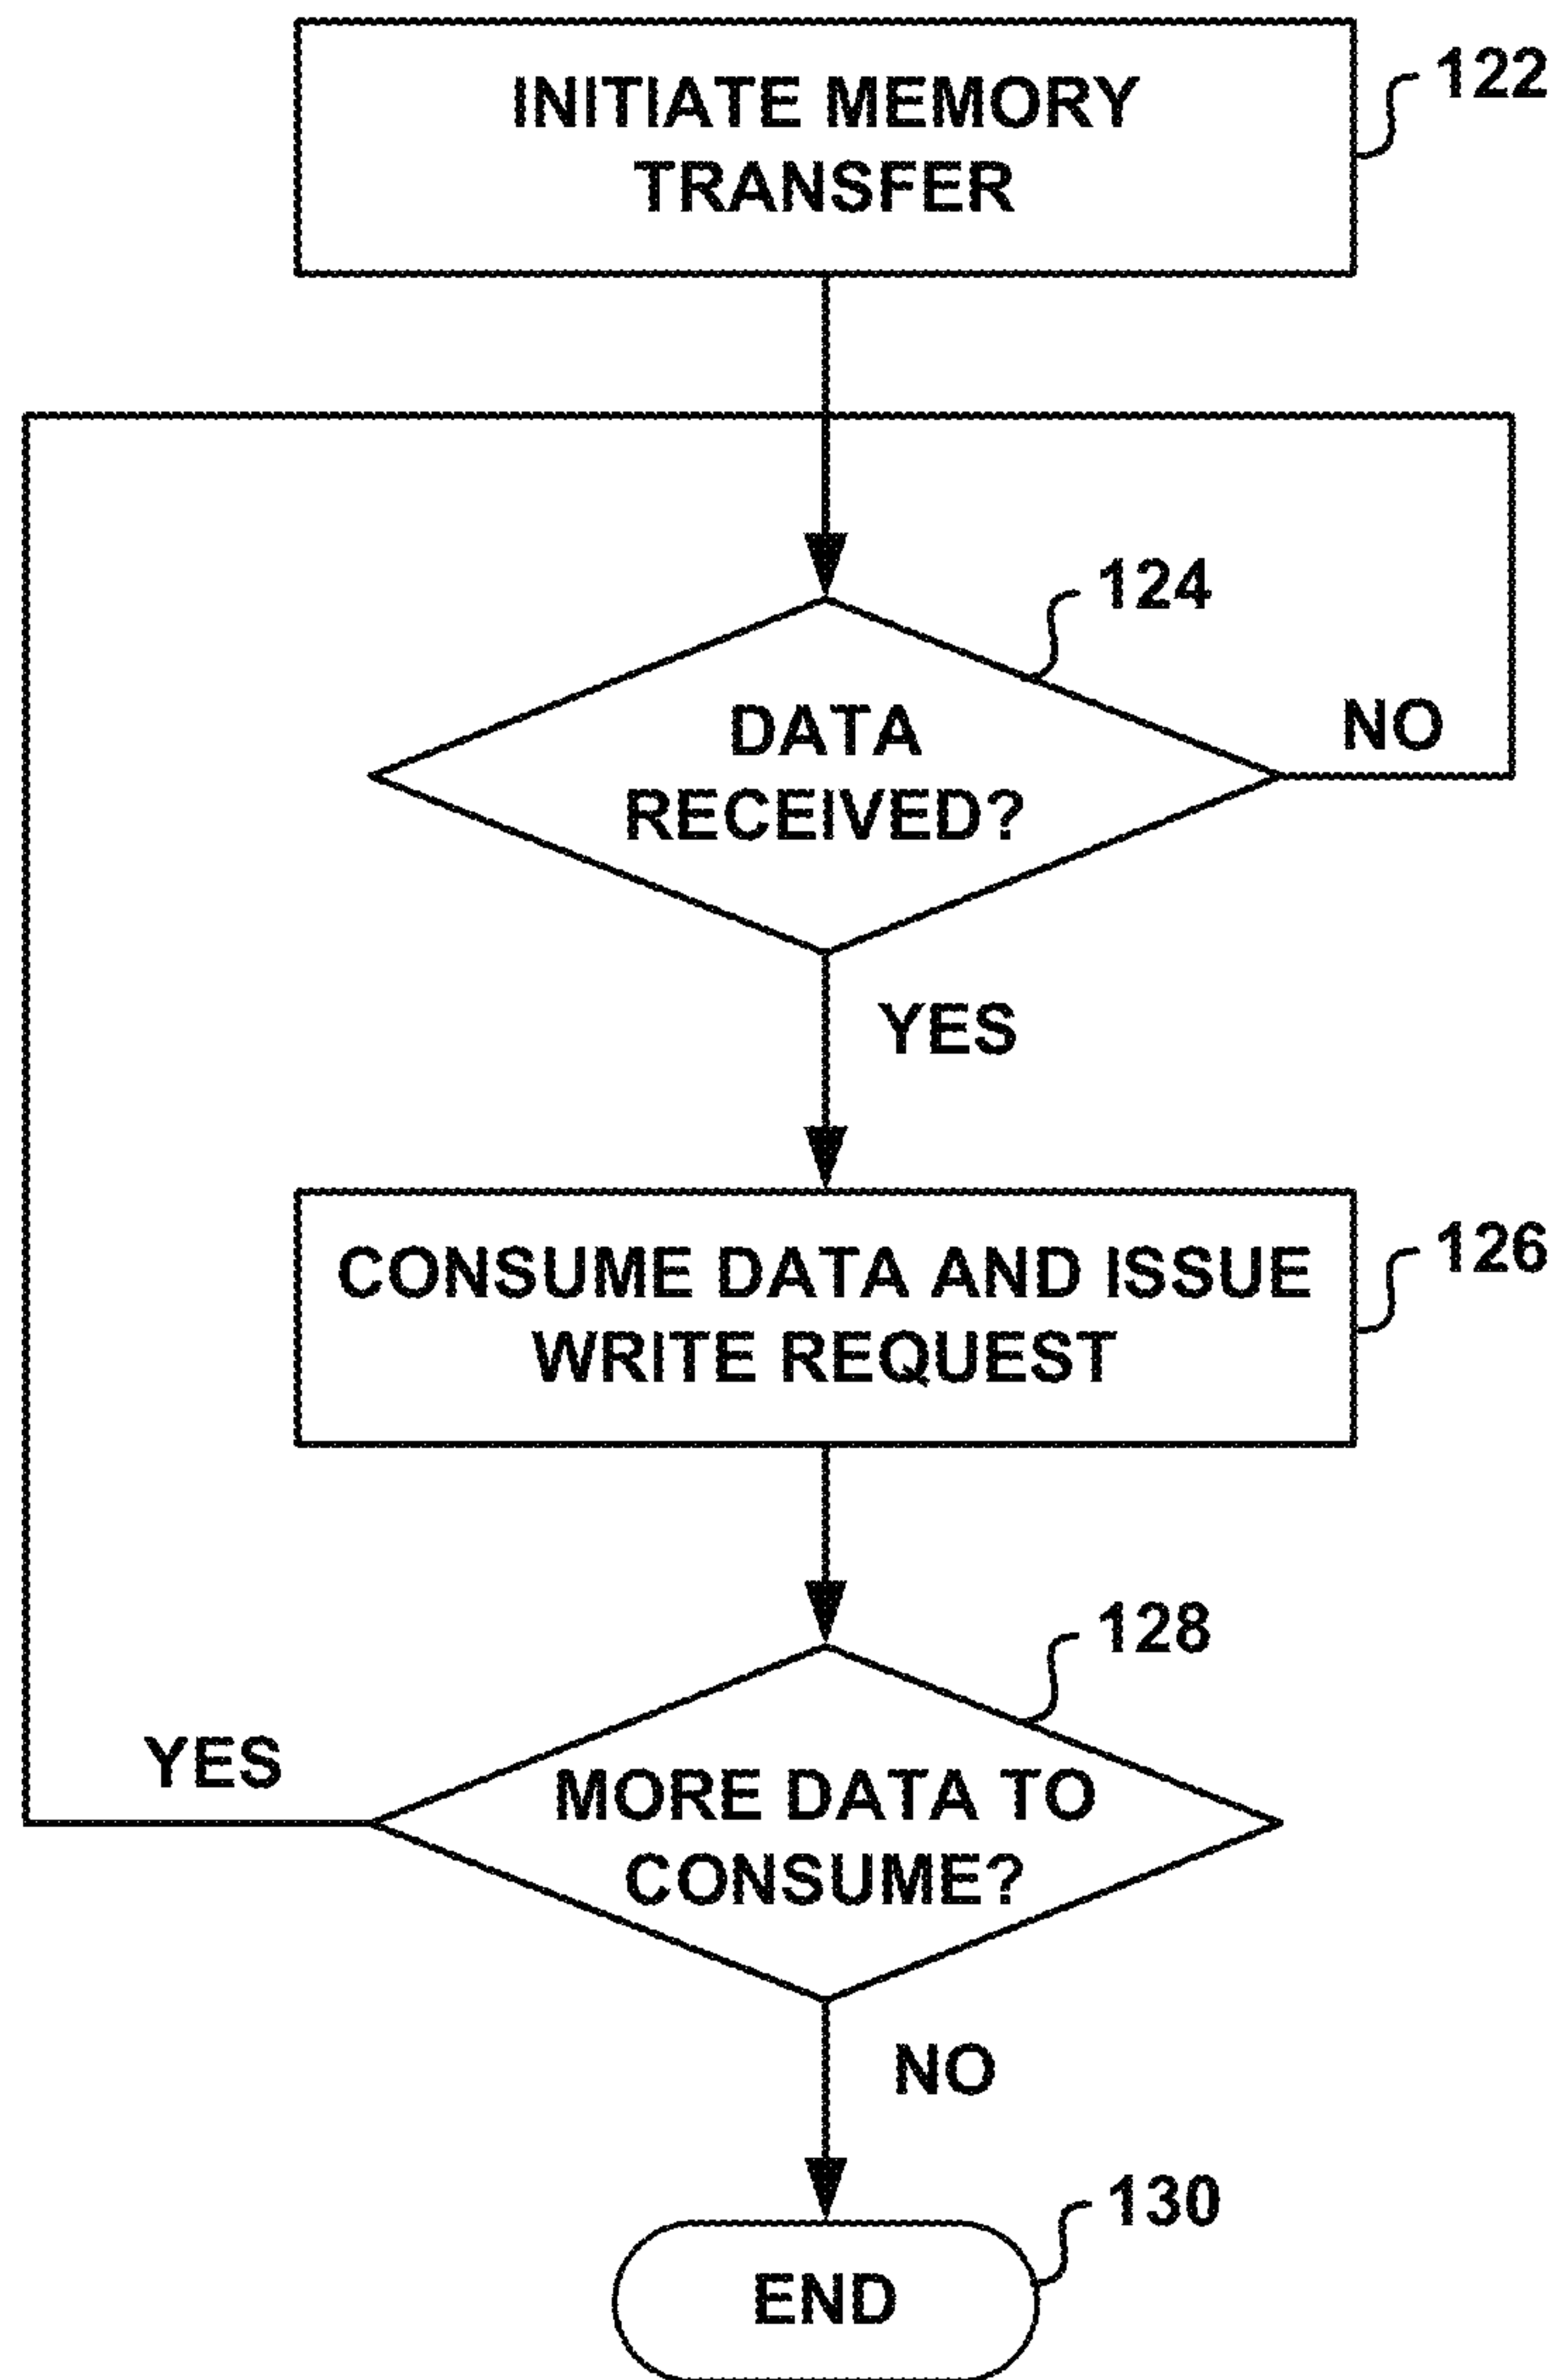 INITIATE MEMORY
TRANSFER
122
124
DATA
RECEIVED?
NO
YES
CONSUME DATA AND ISSUE
WRITE REQUEST
126
128
YES
MORE DATA TO
CONSUME?
NO
130
END